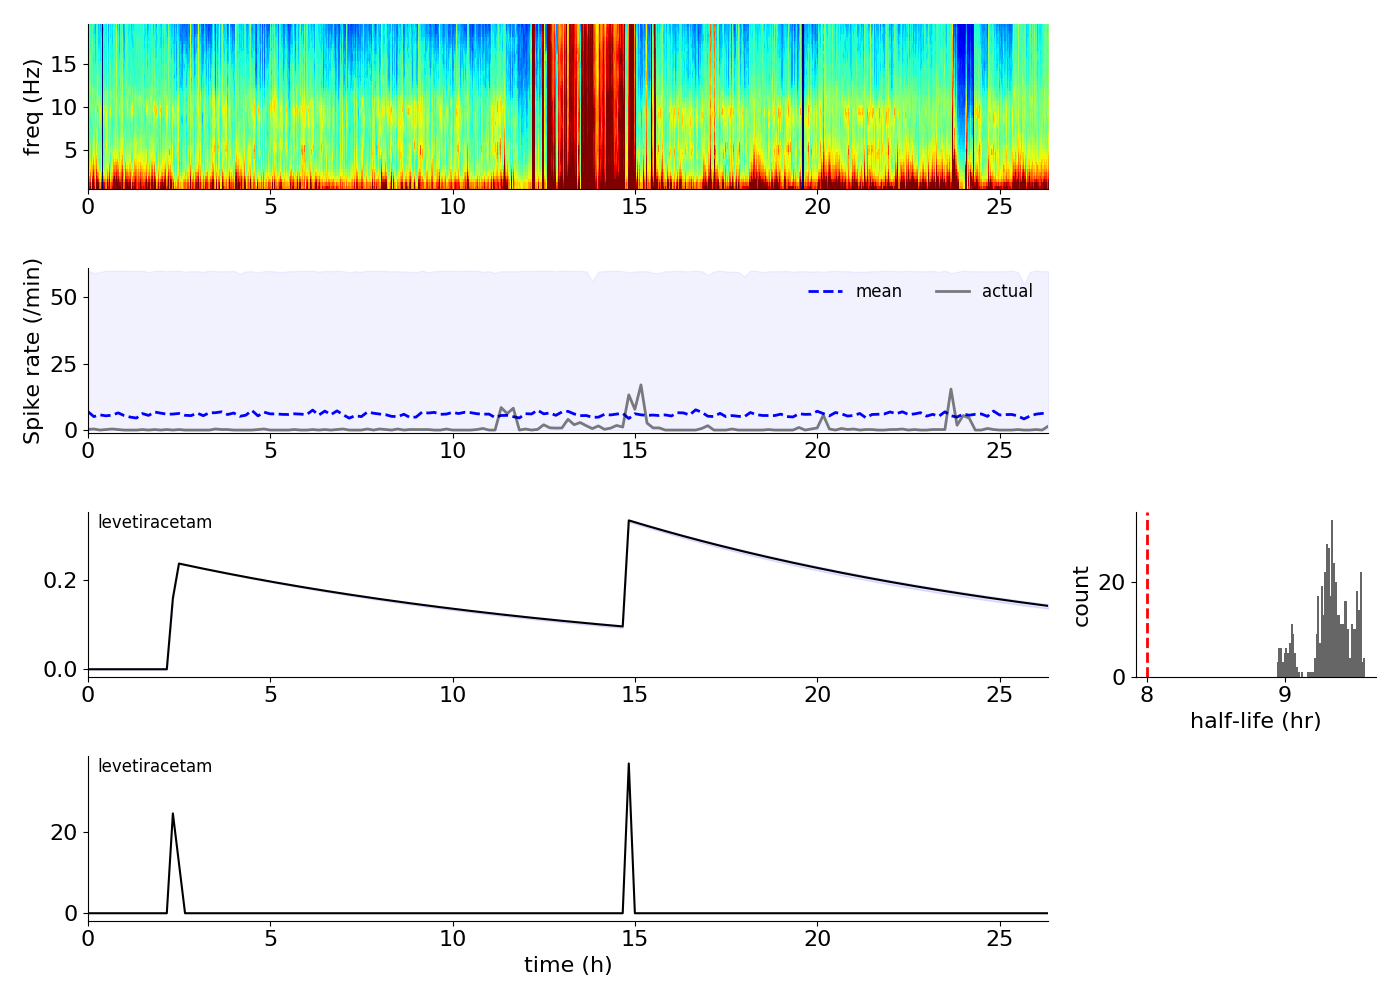 freq (Hz)
15
10
5
0 5 10 15 20 25
Spike rate (/min)
50
25
0
mean actual
0 5 10 15 20 25
levetiracetam
0.2
0.0
0 5 10 15 20 25
count
20
0
8 9
half-life (hr)
levetiracetam
20
0
0 5 10 15 20 25
time (h)